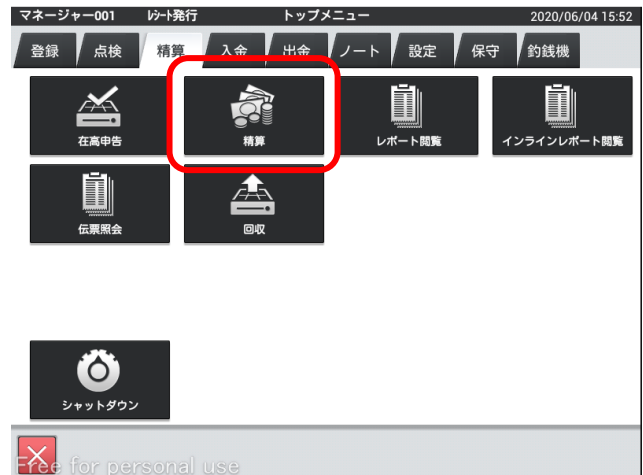 マネージャー001 ﾚｼｰﾄ発行 トップメニュー 2020/06/04 15:52
登録 点検 精算 入金 出金 ノート 設定 保守 釣銭機
在高申告 精算 レポート閲覧 インラインレポート閲覧
伝票照会 回収
シャットダウン
Free for personal use